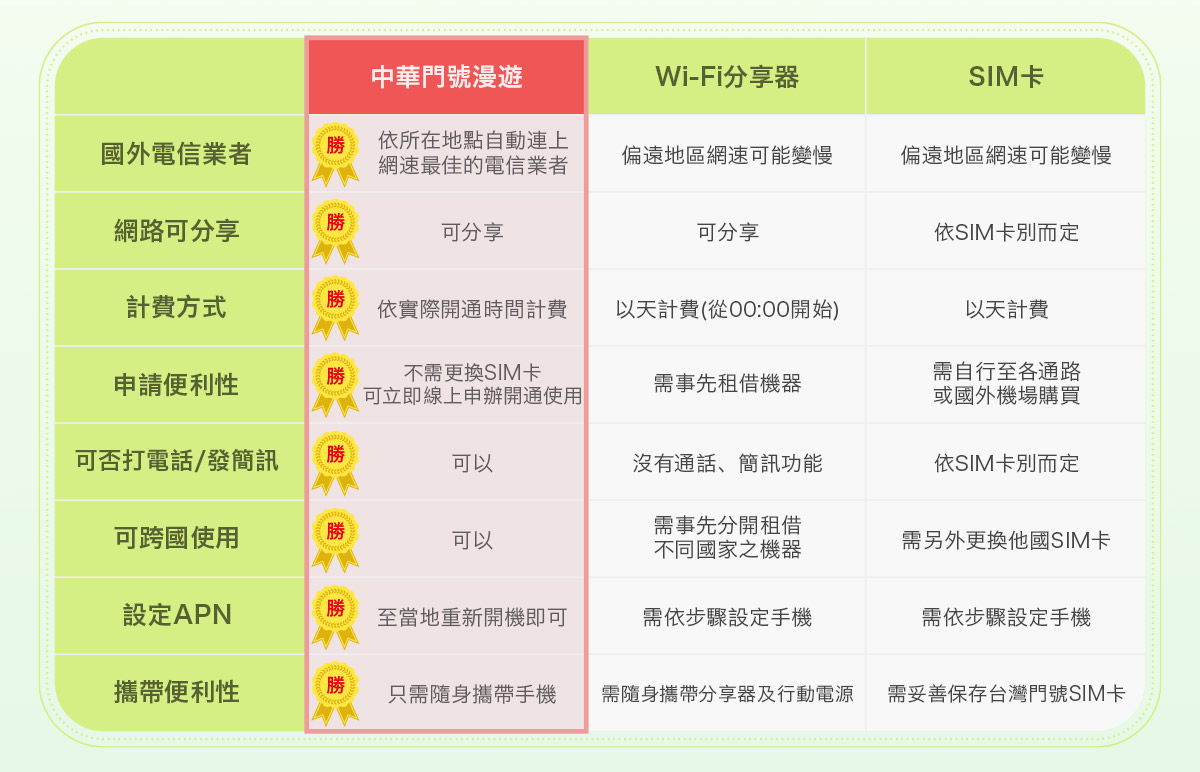 中華門號漫遊
Wi-Fi分享器
SIM卡
國外電信業者
勝
依所在地點自動連上
網速最佳的電信業者
偏遠地區網速可能變慢
偏遠地區網速可能變慢
網路可分享
勝
可分享
可分享
依SIM卡別而定
計費方式
勝
依實際開通時間計費
以天計費(從00:00開始)
以天計費
申請便利性
勝
不需更換SIM卡
可立即線上申辦開通使用
需事先租借機器
需自行至各通路
或國外機場購買
可否打電話/發簡訊
勝
可以
沒有通話、簡訊功能
依SIM卡別而定
可跨國使用
勝
可以
需事先分開租借
不同國家之機器
需另外更換他國SIM卡
設定APN
勝
至當地重新開機即可
需依步驟設定手機
需依步驟設定手機
攜帶便利性
勝
只需隨身攜帶手機
需隨身攜帶分享器及行動電源
需妥善保存台灣門號SIM卡